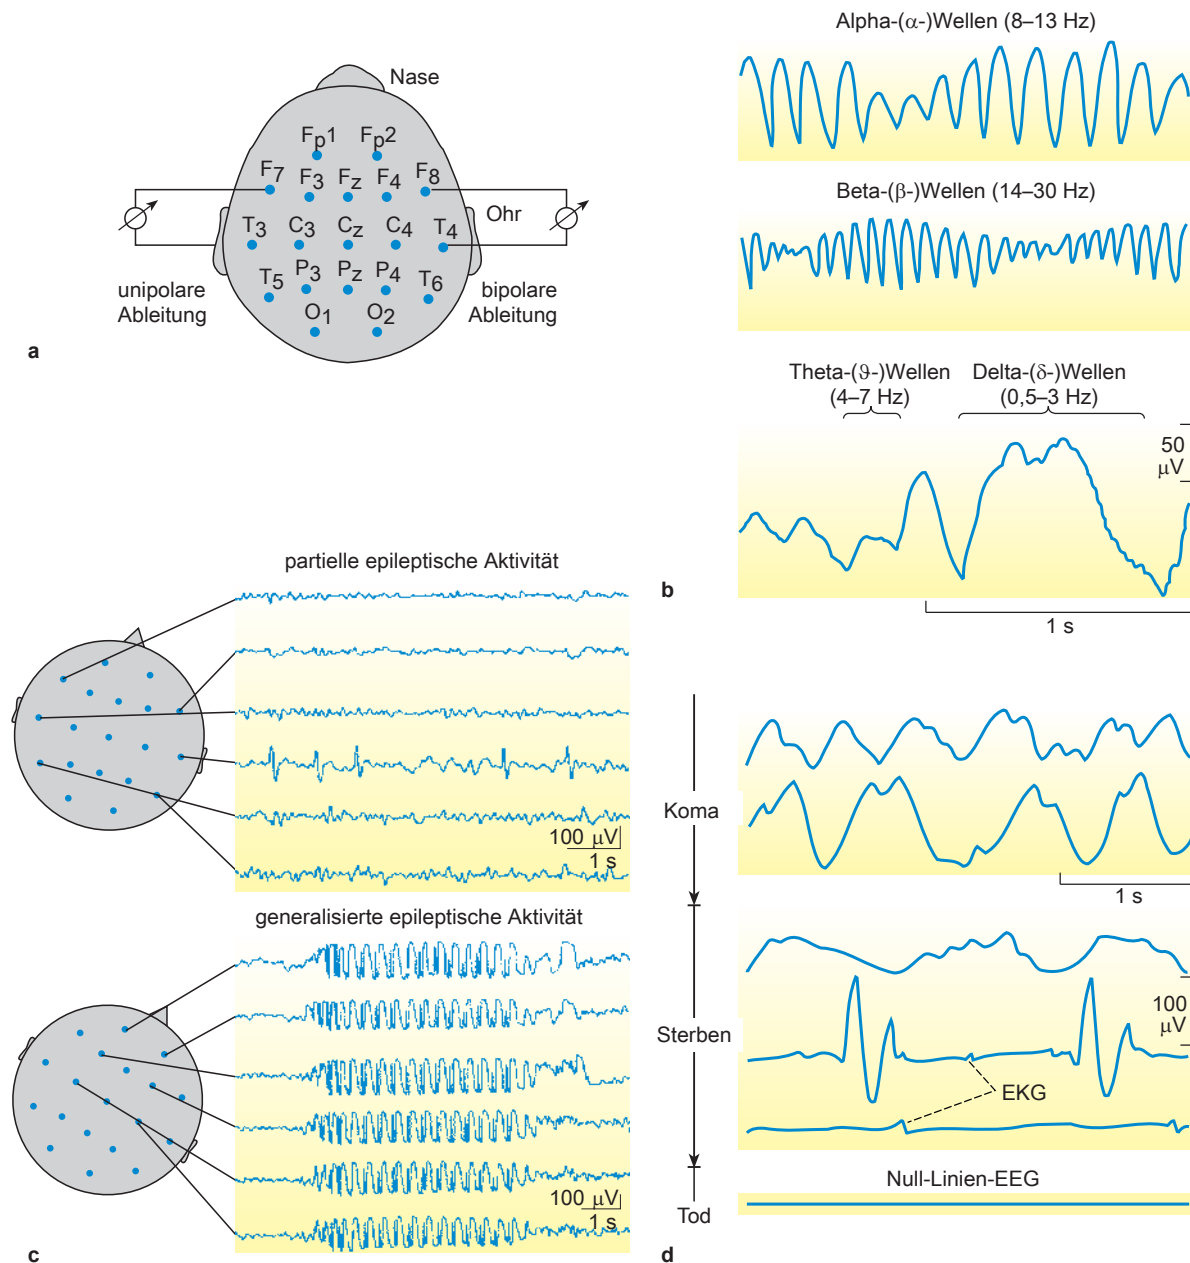 Nase
Fp1 Fp2
F7 F3 Fz F4 F8
Ohr
T3 C3 Cz C4 T4
T5 P3 Pz P4 T6
O1 O2
unipolare
Ableitung
bipolare
Ableitung
a
Alpha-(α-)Wellen (8–13 Hz)
Beta-(β-)Wellen (14–30 Hz)
Theta-(ϑ-)Wellen
(4–7 Hz)
Delta-(δ-)Wellen
(0,5–3 Hz)
50
μV
1 s
b
partielle epileptische Aktivität
100 μV
1 s
generalisierte epileptische Aktivität
100 μV
1 s
c
Koma
1 s
Sterben
100
μV
EKG
Null-Linien-EEG
Tod
d